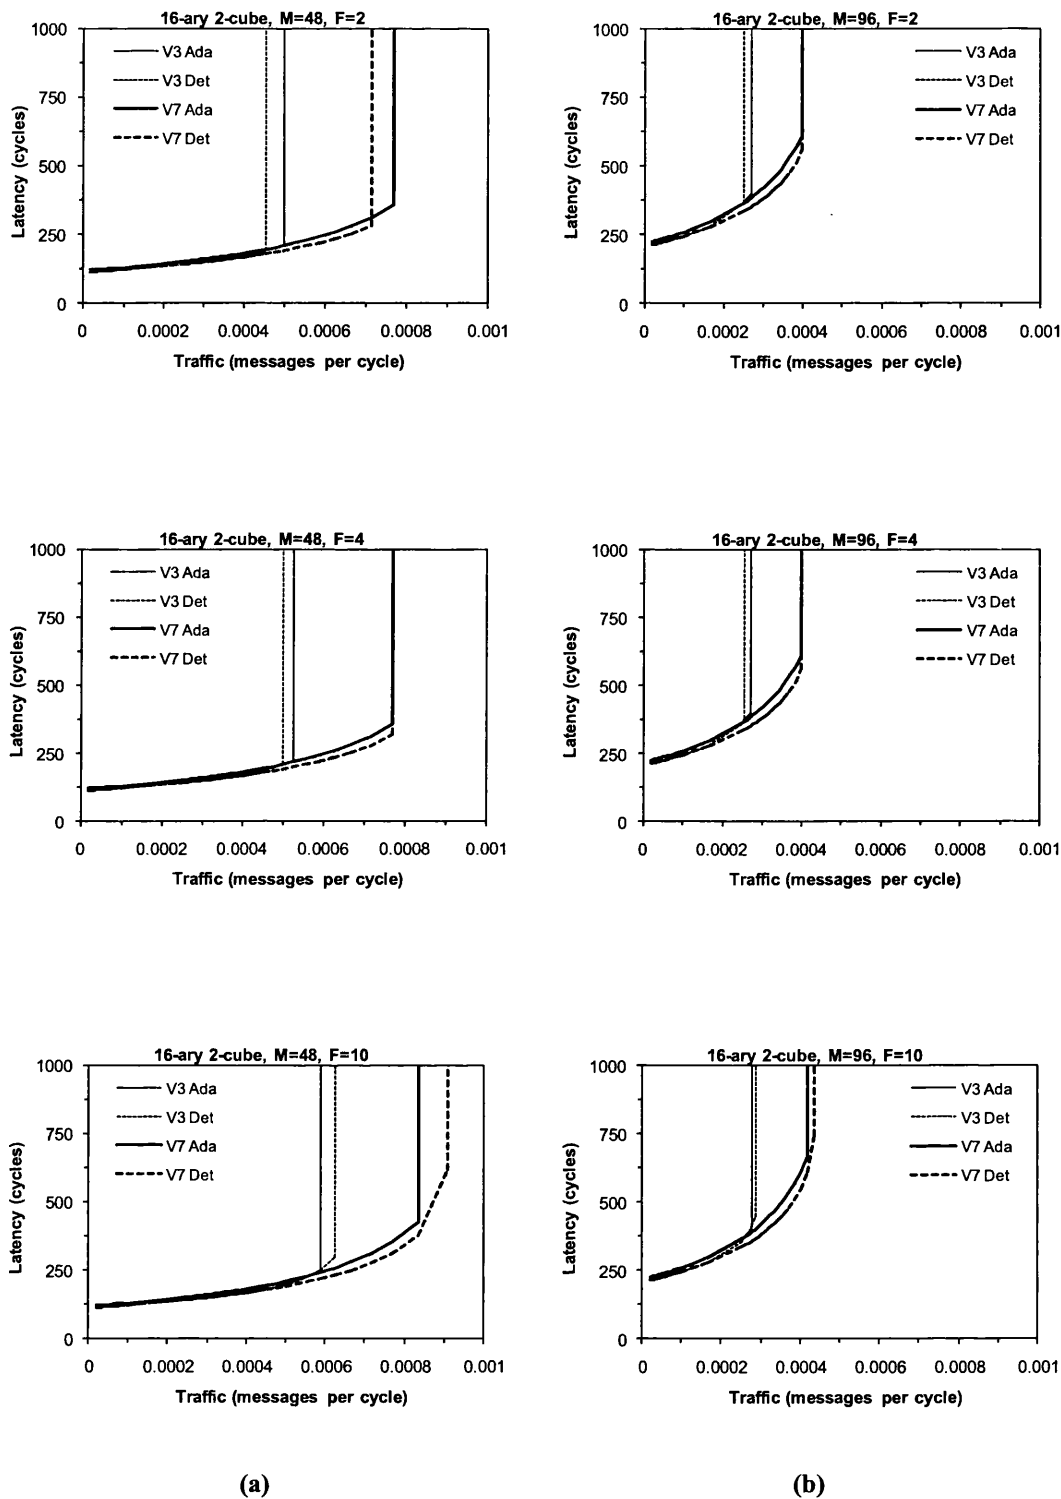 16-ary 2-cube, M=48, F=2
1000
750
500
250
0
Latency (cycles)
V3 Ada
V3 Det
V7 Ada
V7 Det
0 0.0002 0.0004 0.0006 0.0008 0.001
Traffic (messages per cycle)
16-ary 2-cube, M=96, F=2
1000
750
500
250
0
Latency (cycles)
V3 Ada
V3 Det
V7 Ada
V7 Det
0 0.0002 0.0004 0.0006 0.0008 0.001
Traffic (messages per cycle)
16-ary 2-cube, M=48, F=4
1000
750
500
250
0
Latency (cycles)
V3 Ada
V3 Det
V7 Ada
V7 Det
0 0.0002 0.0004 0.0006 0.0008 0.001
Traffic (messages per cycle)
16-ary 2-cube, M=96, F=4
1000
750
500
250
0
Latency (cycles)
V3 Ada
V3 Det
V7 Ada
V7 Det
0 0.0002 0.0004 0.0006 0.0008 0.001
Traffic (messages per cycle)
16-ary 2-cube, M=48, F=10
1000
750
500
250
0
Latency (cycles)
V3 Ada
V3 Det
V7 Ada
V7 Det
0 0.0002 0.0004 0.0006 0.0008 0.001
Traffic (messages per cycle)
16-ary 2-cube, M=96, F=10
1000
750
500
250
0
Latency (cycles)
V3 Ada
V3 Det
V7 Ada
V7 Det
0 0.0002 0.0004 0.0006 0.0008 0.001
Traffic (messages per cycle)
(a)
(b)